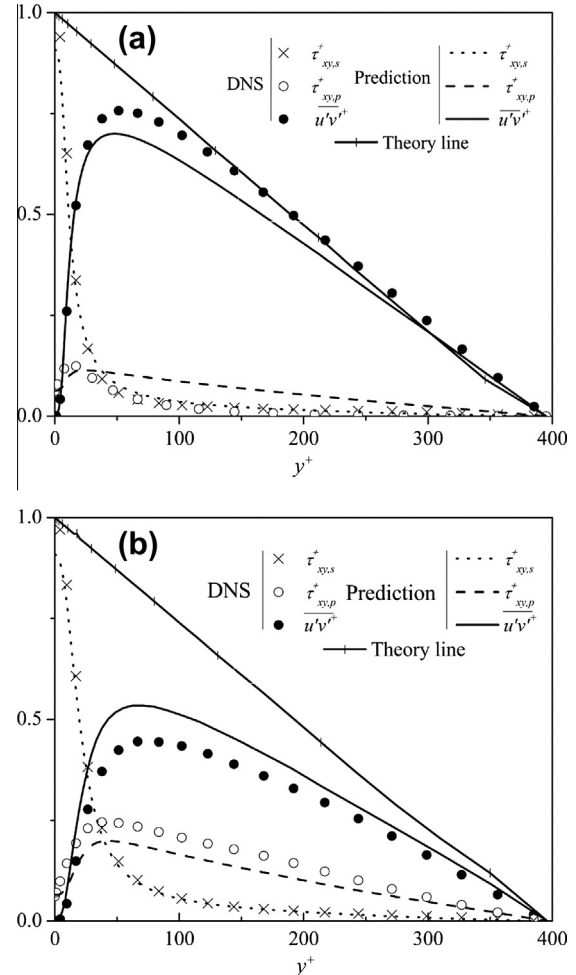 (a)
1.0
0.5
0.0
DNS
τ⁺xy,s
τ⁺xy,p
u'v'⁺
Prediction
τ⁺xy,s
τ⁺xy,p
u'v'⁺
Theory line
0 100 200 300 400
y⁺
(b)
1.0
0.5
0.0
DNS
τ⁺xy,s
τ⁺xy,p
u'v'⁺
Prediction
τ⁺xy,s
τ⁺xy,p
u'v'⁺
Theory line
0 100 200 300 400
y⁺